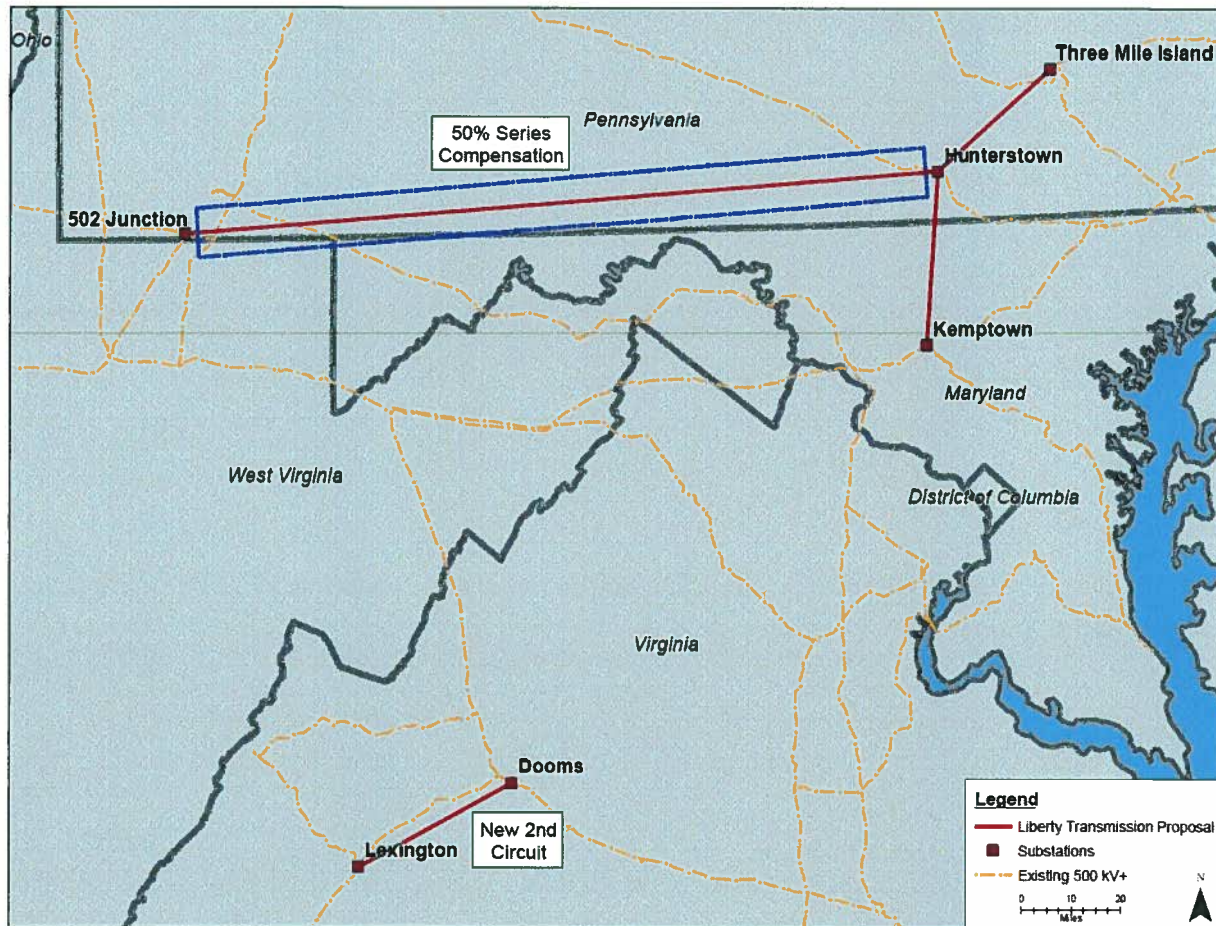 Ohio
Three Mile Island
50% Series
Compensation
Pennsylvania
Hunterstown
502 Junction
Kemptown
Maryland
West Virginia
District of Columbia
Virginia
Dooms
New 2nd
Circuit
Lexington
Legend
Liberty Transmission Proposal
Substations
Existing 500 kV+
N
0 10 20
Miles